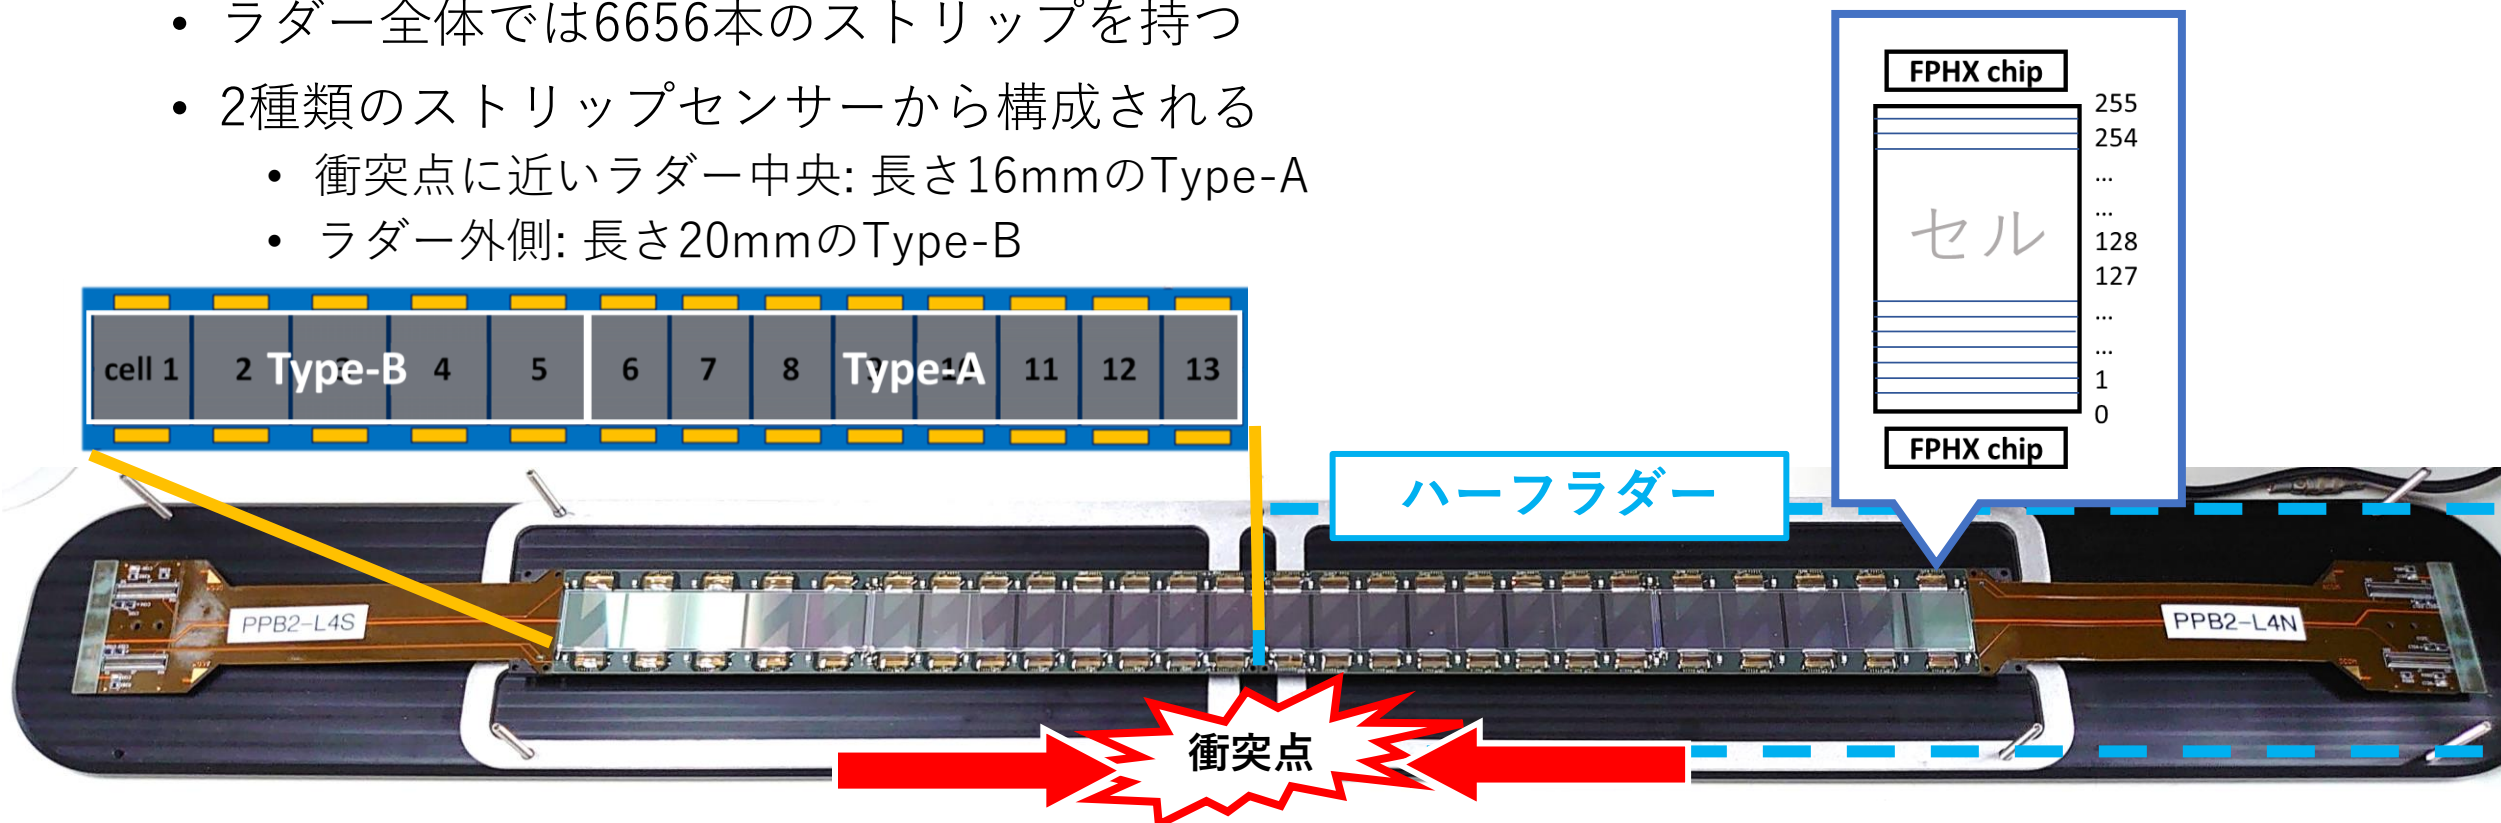 • ラダー全体では6656本のストリップを持つ
• 2種類のストリップセンサーから構成される
• 衝突点に近いラダー中央: 長さ16mmのType-A
• ラダー外側: 長さ20mmのType-B
FPHX chip
255
254
...
...
128
127
...
...
1
0
セル
FPHX chip
cell 1 2 3 4 5 6 7 8 9 10 11 12 13
Type-B Type-A
ハーフラダー
PPB2-L4S
PPB2-L4N
衝突点